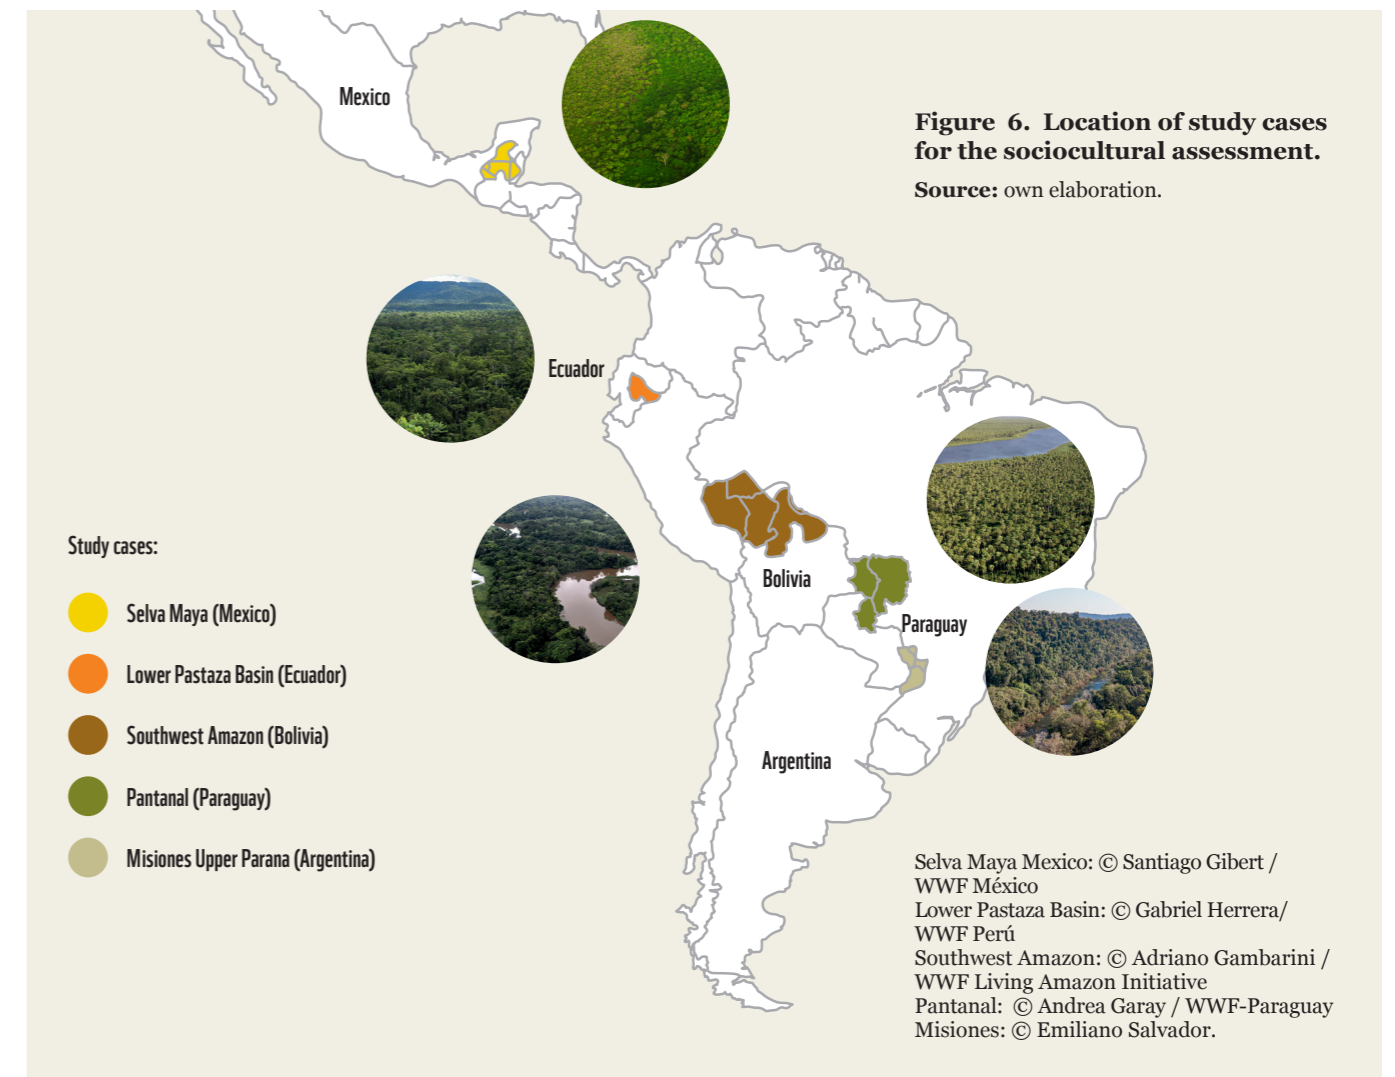 Mexico
Figure 6. Location of study cases
for the sociocultural assessment.
Source: own elaboration.
Ecuador
Bolivia
Paraguay
Argentina
Study cases:
Selva Maya (Mexico)
Lower Pastaza Basin (Ecuador)
Southwest Amazon (Bolivia)
Pantanal (Paraguay)
Misiones Upper Parana (Argentina)
Selva Maya Mexico: © Santiago Gibert /
WWF México
Lower Pastaza Basin: © Gabriel Herrera/
WWF Perú
Southwest Amazon: © Adriano Gambarini /
WWF Living Amazon Initiative
Pantanal: © Andrea Garay / WWF-Paraguay
Misiones: © Emiliano Salvador.